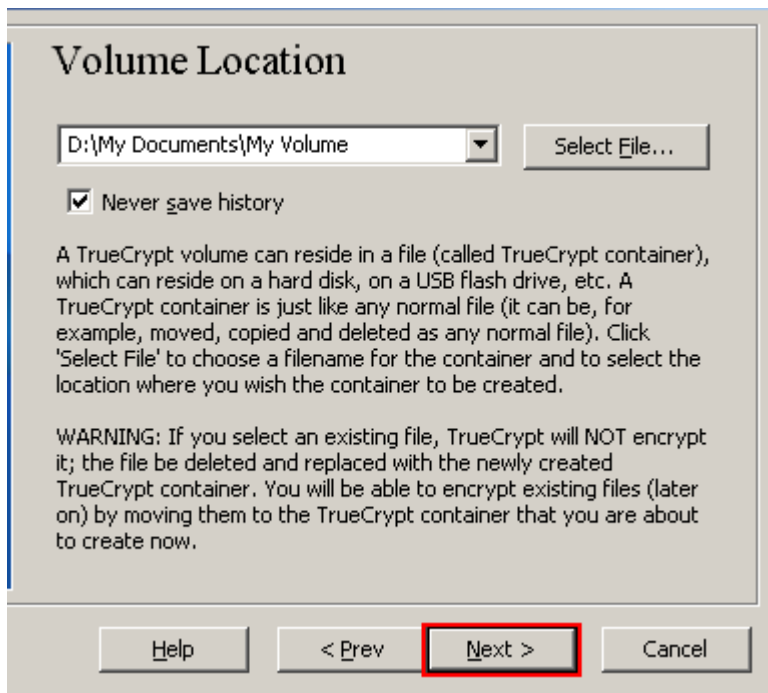 Volume Location
D:\My Documents\My Volume
Select File...
Never save history
A TrueCrypt volume can reside in a file (called TrueCrypt container),
which can reside on a hard disk, on a USB flash drive, etc. A
TrueCrypt container is just like any normal file (it can be, for
example, moved, copied and deleted as any normal file). Click
'Select File' to choose a filename for the container and to select the
location where you wish the container to be created.
WARNING: If you select an existing file, TrueCrypt will NOT encrypt
it; the file be deleted and replaced with the newly created
TrueCrypt container. You will be able to encrypt existing files (later
on) by moving them to the TrueCrypt container that you are about
to create now.
Help
< Prev
Next >
Cancel